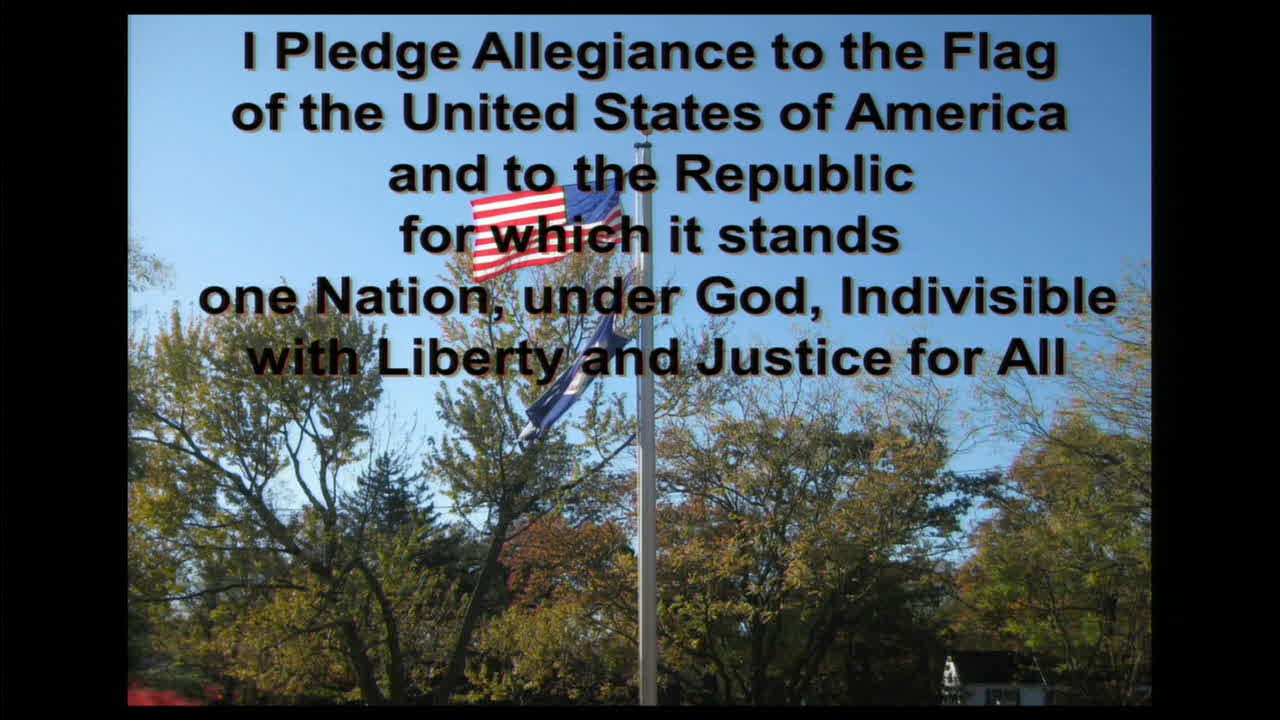 I Pledge Allegiance to the Flag
of the United States of America
and to the Republic
for which it stands
one Nation, under God, Indivisible
with Liberty and Justice for All